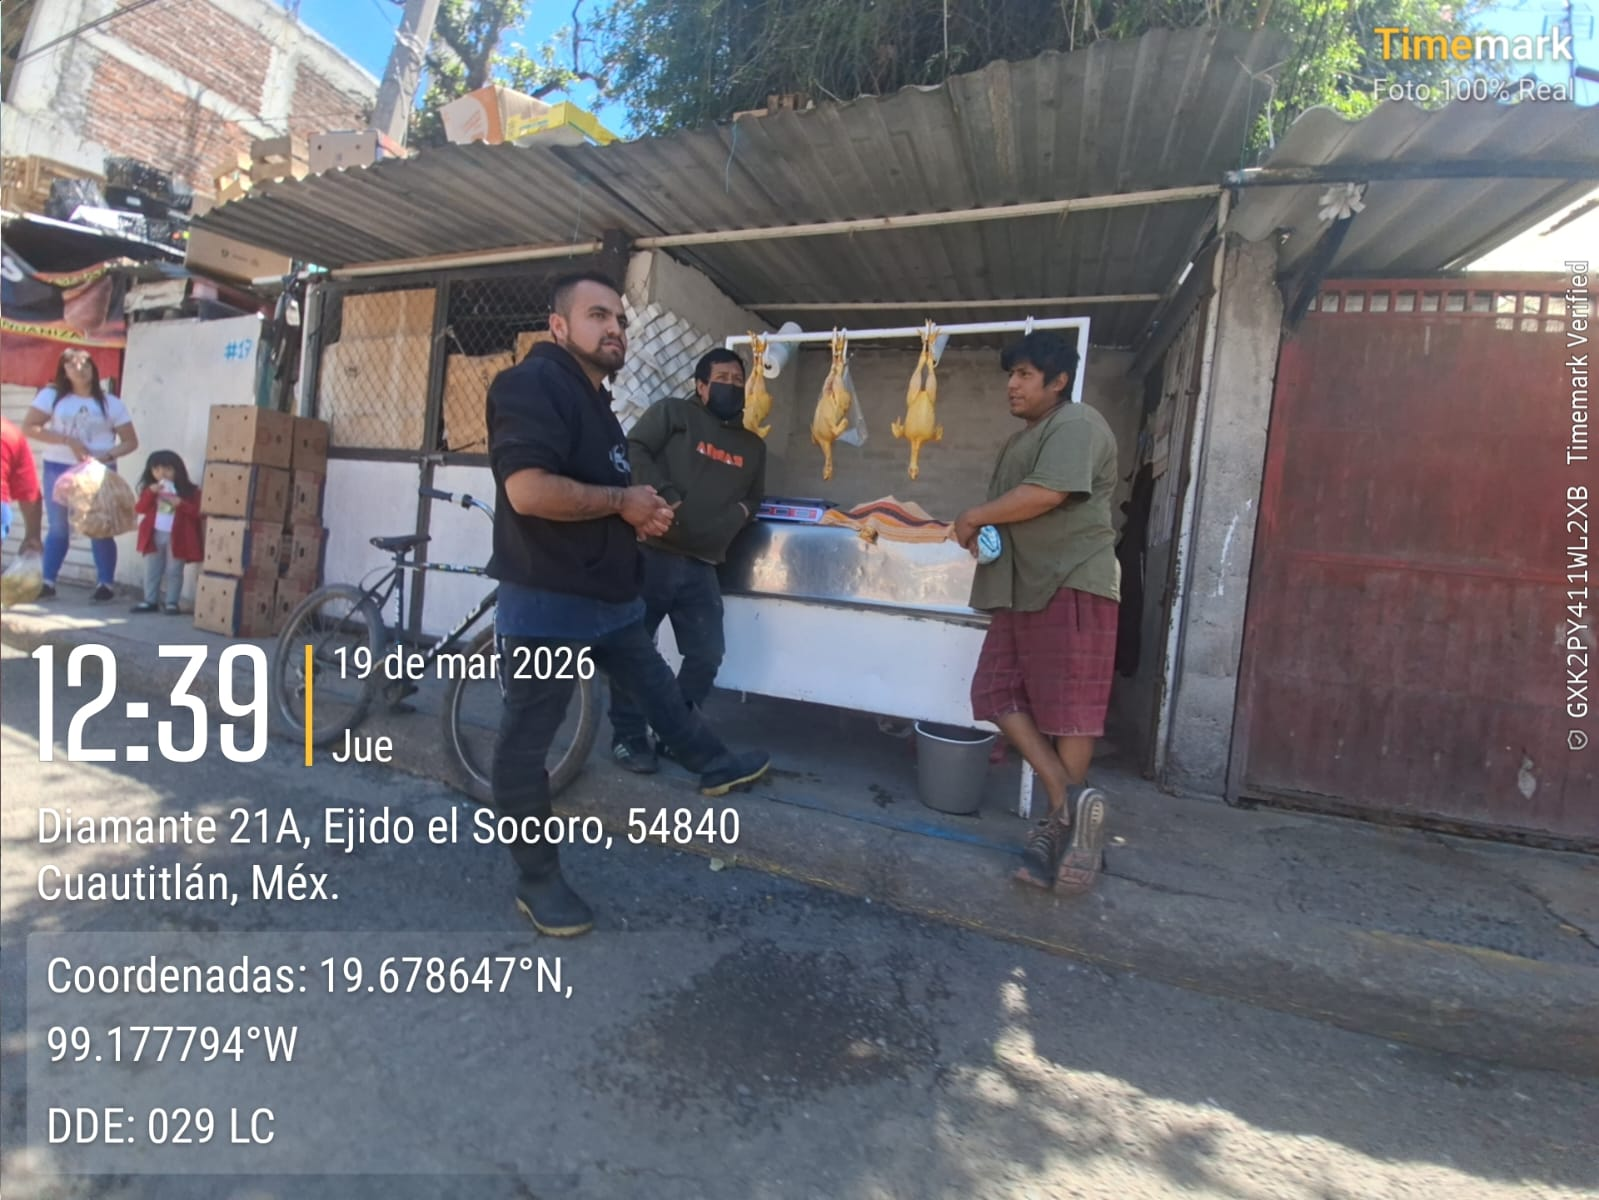 Timemark
Foto 100% Real
#17
12:39
19 de mar 2026
Jue
Diamante 21A, Ejido el Socoro, 54840
Cuautitlán, Méx.
Coordenadas: 19.678647°N,
99.177794°W
DDE: 029 LC
GXK2PY411WL2XB Timemark Verified